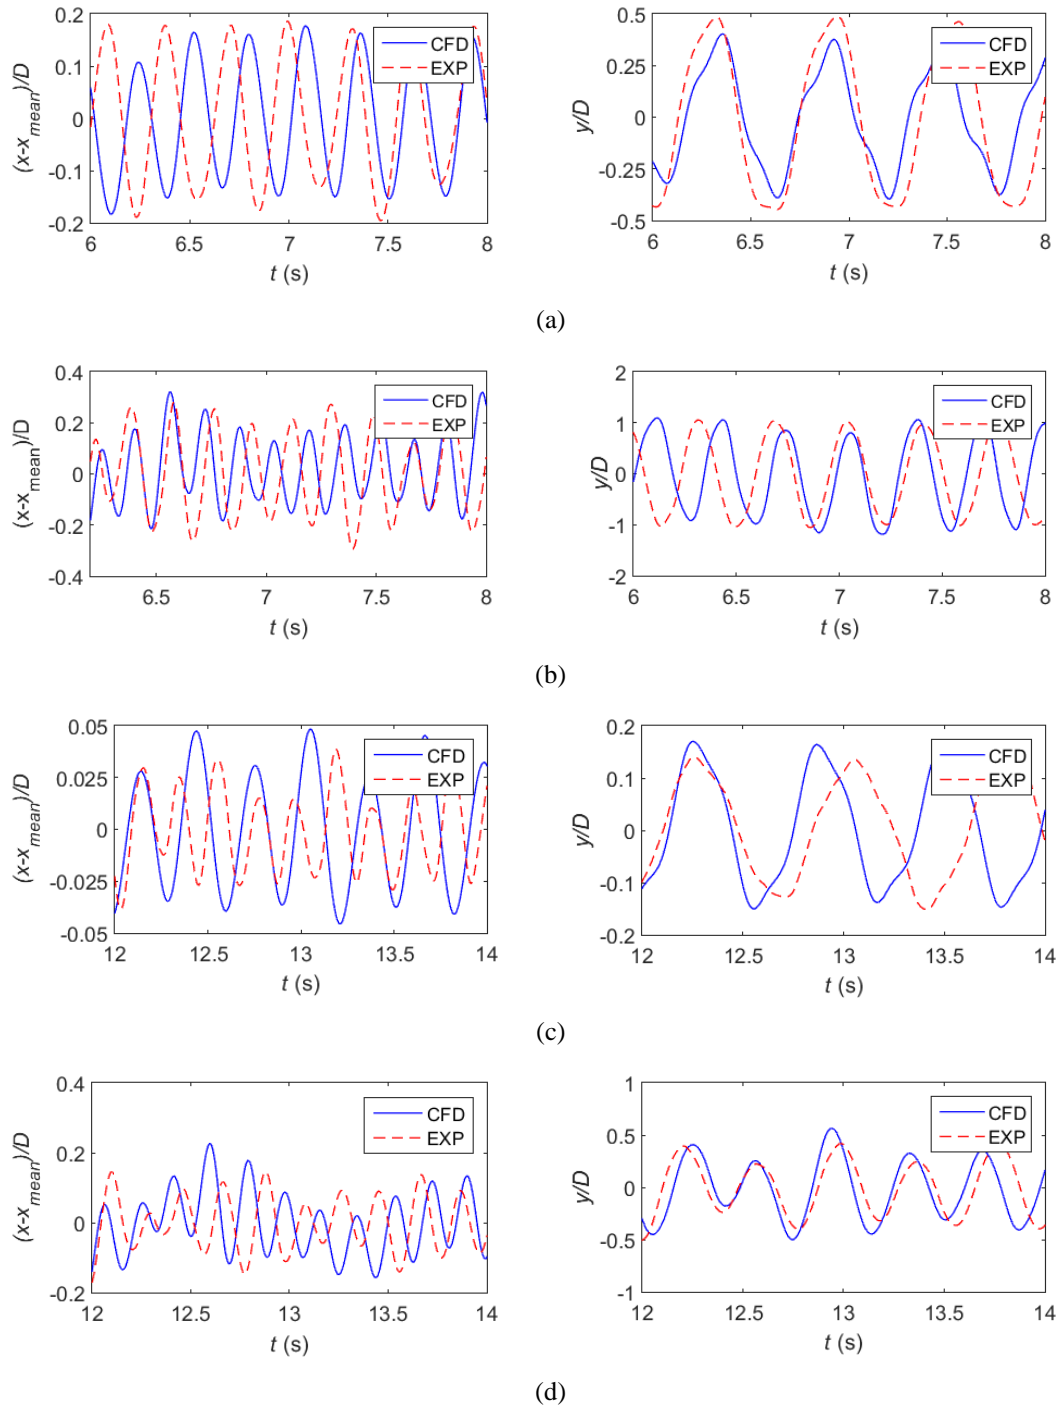 (x-x_mean)/D
0.2
0.1
0
-0.1
-0.2
CFD
EXP
6 6.5 7 7.5 8
t (s)
y/D
0.5
0.25
0
-0.25
-0.5
CFD
EXP
6 6.5 7 7.5 8
t (s)
(a)
(x-x_mean)/D
0.4
0.2
0
-0.2
-0.4
CFD
EXP
6.5 7 7.5 8
t (s)
y/D
2
1
0
-1
-2
CFD
EXP
6 6.5 7 7.5 8
t (s)
(b)
(x-x_mean)/D
0.05
0.025
0
-0.025
-0.05
CFD
EXP
12 12.5 13 13.5 14
t (s)
y/D
0.2
0.1
0
-0.1
-0.2
CFD
EXP
12 12.5 13 13.5 14
t (s)
(c)
(x-x_mean)/D
0.4
0.2
0
-0.2
CFD
EXP
12 12.5 13 13.5 14
t (s)
y/D
1
0.5
0
-0.5
-1
CFD
EXP
12 12.5 13 13.5 14
t (s)
(d)